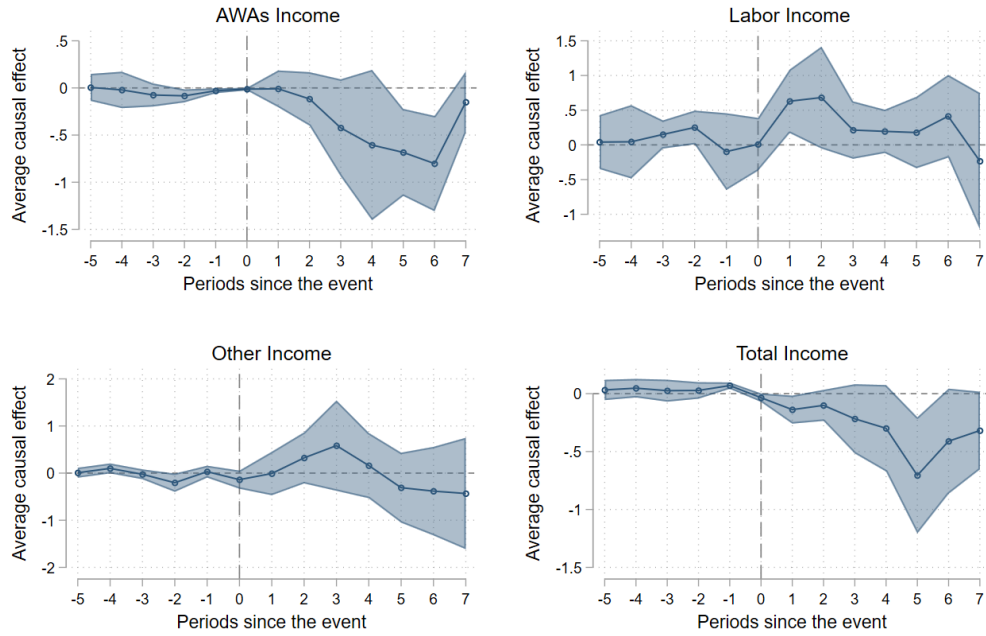 AWAs Income
Average causal effect
.5
0
-.5
-1
-1.5
-5 -4 -3 -2 -1 0 1 2 3 4 5 6 7
Periods since the event
Labor Income
Average causal effect
1.5
1
.5
0
-.5
-1
-5 -4 -3 -2 -1 0 1 2 3 4 5 6 7
Periods since the event
Other Income
Average causal effect
2
1
0
-1
-2
-5 -4 -3 -2 -1 0 1 2 3 4 5 6 7
Periods since the event
Total Income
Average causal effect
0
-.5
-1
-1.5
-5 -4 -3 -2 -1 0 1 2 3 4 5 6 7
Periods since the event